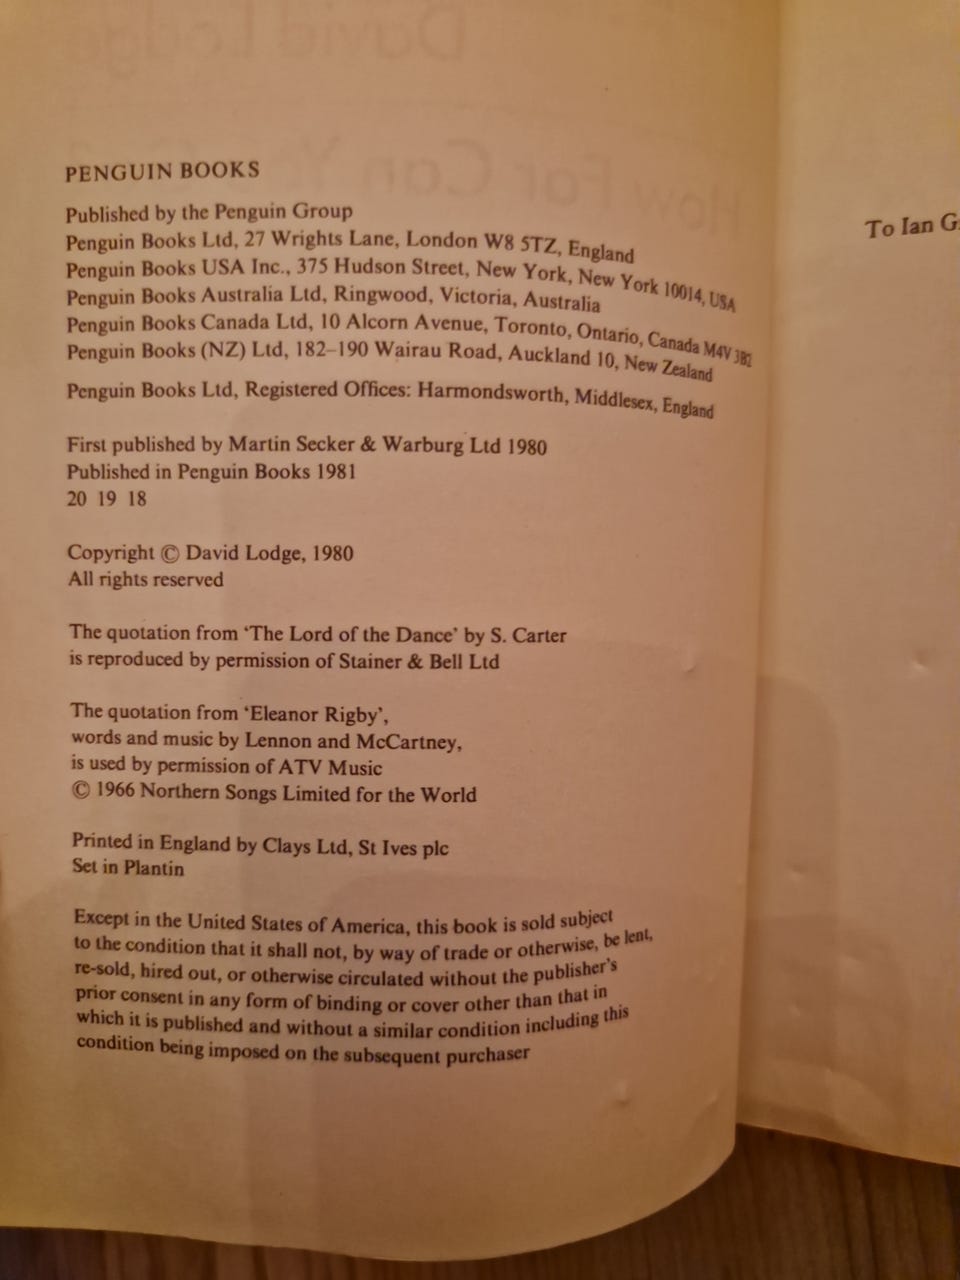 PENGUIN BOOKS
Published by the Penguin Group
Penguin Books Ltd, 27 Wrights Lane, London W8 5TZ, England
Penguin Books USA Inc., 375 Hudson Street, New York, New York 10014, USA
Penguin Books Australia Ltd, Ringwood, Victoria, Australia
Penguin Books Canada Ltd, 10 Alcorn Avenue, Toronto, Ontario, Canada M4V 3B2
Penguin Books (NZ) Ltd, 182–190 Wairau Road, Auckland 10, New Zealand
Penguin Books Ltd, Registered Offices: Harmondsworth, Middlesex, England
First published by Martin Secker & Warburg Ltd 1980
Published in Penguin Books 1981
20 19 18
Copyright © David Lodge, 1980
All rights reserved
The quotation from ‘The Lord of the Dance’ by S. Carter
is reproduced by permission of Stainer & Bell Ltd
The quotation from ‘Eleanor Rigby’,
words and music by Lennon and McCartney,
is used by permission of ATV Music
© 1966 Northern Songs Limited for the World
Printed in England by Clays Ltd, St Ives plc
Set in Plantin
Except in the United States of America, this book is sold subject
to the condition that it shall not, by way of trade or otherwise, be lent,
re-sold, hired out, or otherwise circulated without the publisher’s
prior consent in any form of binding or cover other than that in
which it is published and without a similar condition including this
condition being imposed on the subsequent purchaser
To Ian